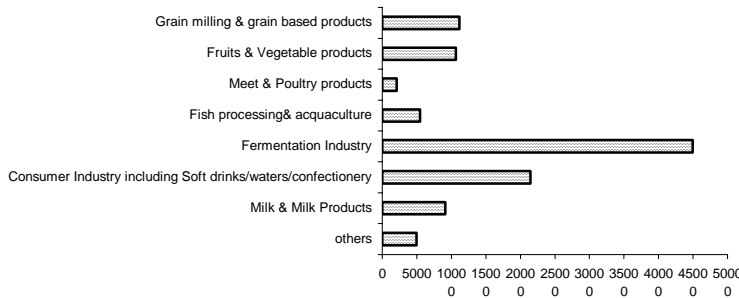 Grain milling & grain based products
Fruits & Vegetable products
Meet & Poultry products
Fish processing& acquaculture
Fermentation Industry
Consumer Industry including Soft drinks/waters/confectionery
Milk & Milk Products
others
0 5000 1000 1500 2000 2500 3000 3500 4000 4500 5000
0 0 0 0 0 0 0 0 0